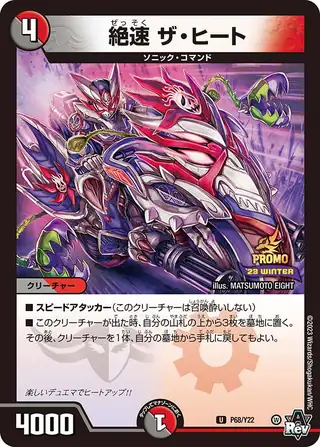 4
ぜっそく
絶速 ザ・ヒート
ソニック・コマンド
PROMO
'23 WINTER
illus. MATSUMOTO EIGHT
クリーチャー
■ スピードアタッカー(このクリーチャーは召喚酔いしない)
■ このクリーチャーが出た時、自分の山札の上から3枚を墓地に置く。
その後、クリーチャーを1体、自分の墓地から手札に戻してもよい。
楽しいデュエマでヒートアップ!!
©2023 Wizards/Shogakukan/WHC
4000
1
U P68/Y22
W
Rev